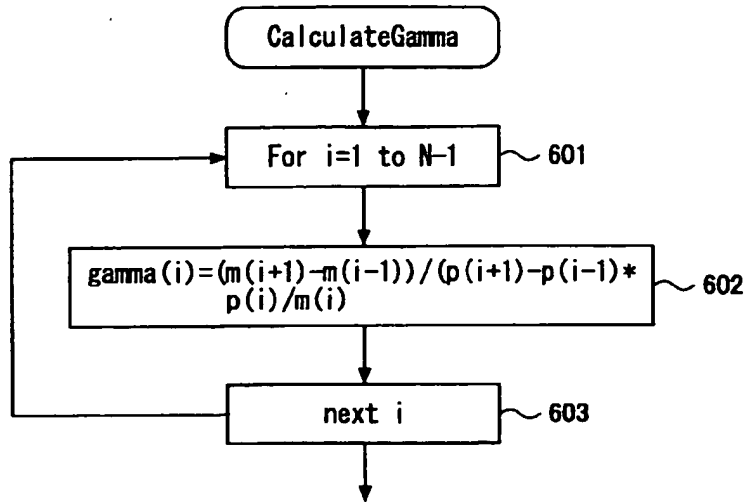 CalculateGamma
For i=1 to N-1
601
gamma(i)=(m(i+1)-m(i-1))/(p(i+1)-p(i-1)*
p(i)/m(i)
602
next i
603